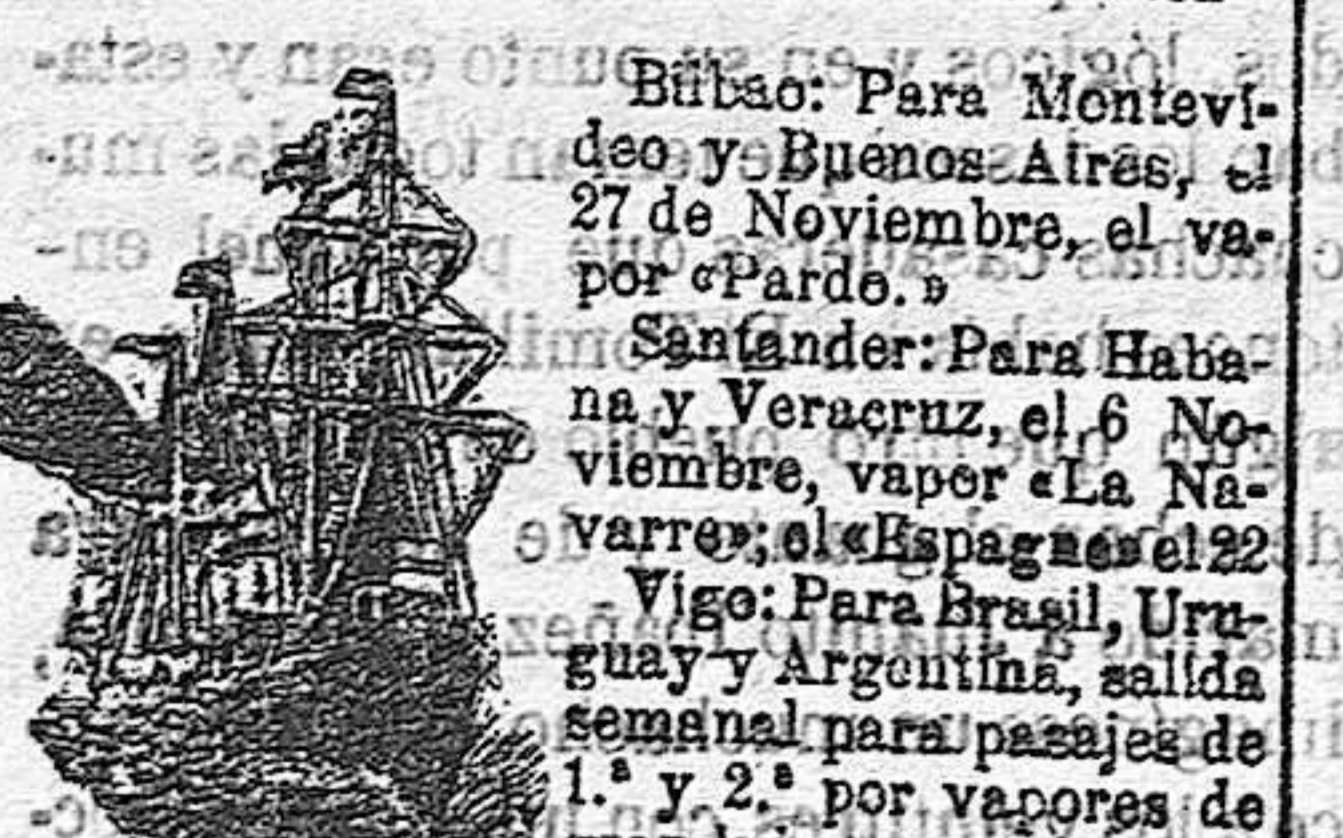 Bilbao: Para Montevi-
deo y Buenos Aires, el
27 de Noviembre, el va-
por «Pardo.»
Santander: Para Haba-
na y Veracruz, el 6 No-
viembre, vapor «La Na-
varre»; el «Espagne» el 22
Vigo: Para Brasil, Uru-
guay y Argentina, salida
semanal para pasajes de
1.ª y 2.ª por vapores de